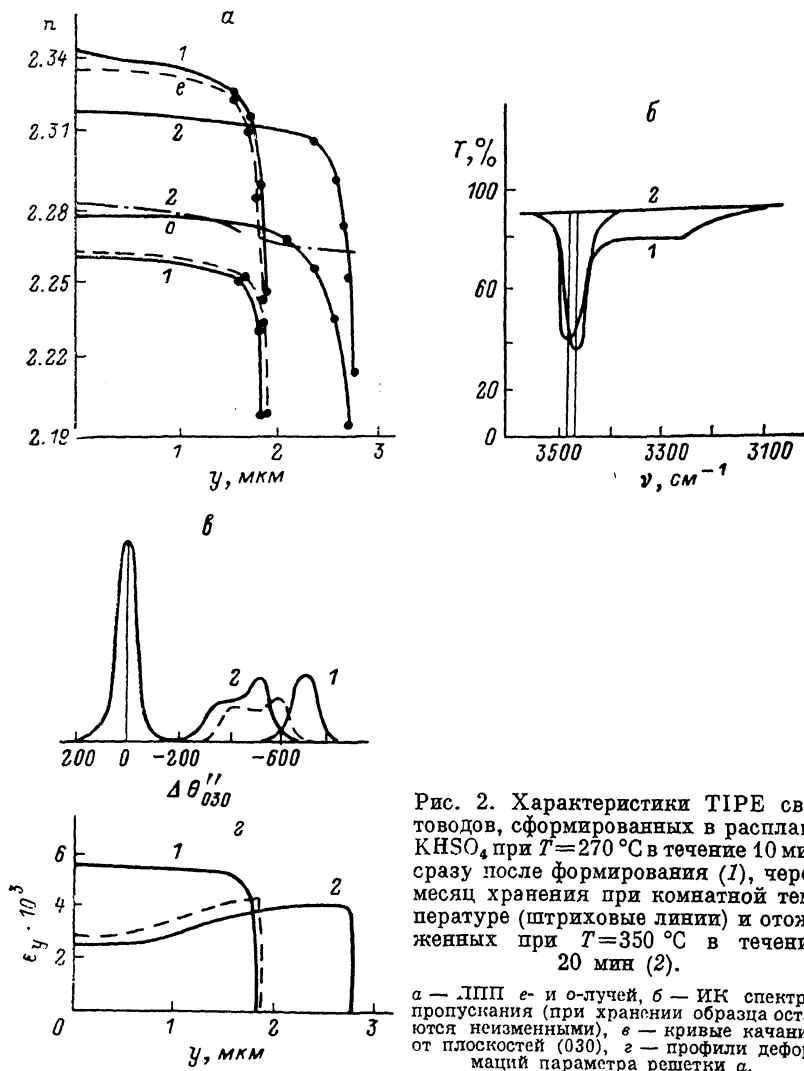 n
а
2.34
2.31
2.28
2.25
2.22
2.19
1
e
2
2
o
1
1
2
3
y, мкм
б
T, %
100
60
20
0
2
1
3500
3300
3100
ν, см⁻¹
в
2
1
200 0 -200 -600
Δθ″₀₃₀
г
6
4
2
1
2
0
1
2
3
ε_y · 10³
y, мкм
Рис. 2. Характеристики TIPE св
товодов, сформированных в распла
KHSO₄ при T=270 °C в течение 10 ми
сразу после формирования (1), чере
месяц хранения при комнатной тем
пературе (штриховые линии) и отож
женных при T=350 °C в течени
20 мин (2).
а — ЛПП e- и o-лучей, б — ИК спектр
пропускания (при хранении образца ост
ются неизменными), в — кривые качани
от плоскостей (030), г — профили дефор
маций параметра решетки a.